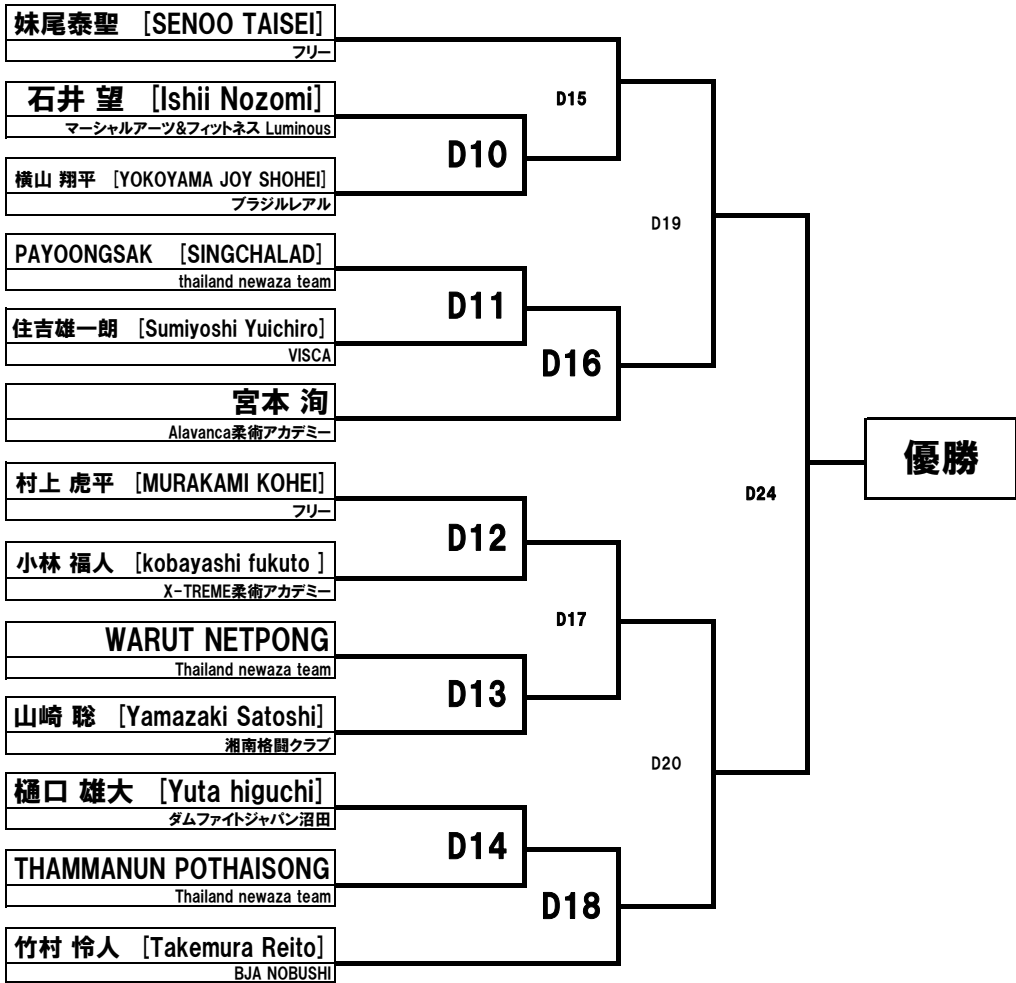 妹尾泰聖 [SENOO TAISEI]
フリー
石井 望 [Ishii Nozomi]
マーシャルアーツ&フィットネス Luminous
横山 翔平 [YOKOYAMA JOY SHOHEI]
ブラジルレアル
PAYOONGSAK [SINGCHALAD]
thailand newaza team
住吉雄一朗 [Sumiyoshi Yuichiro]
VISCA
宮本 洵
Alavanca柔術アカデミー
村上 虎平 [MURAKAMI KOHEI]
フリー
小林 福人 [kobayashi fukuto ]
X-TREME柔術アカデミー
WARUT NETPONG
Thailand newaza team
山崎 聡 [Yamazaki Satoshi]
湘南格闘クラブ
樋口 雄大 [Yuta higuchi]
ダムファイトジャパン沼田
THAMMANUN POTHAISONG
Thailand newaza team
竹村 怜人 [Takemura Reito]
BJA NOBUSHI
D10
D11
D12
D13
D14
D15
D16
D17
D18
D19
D20
D24
優勝